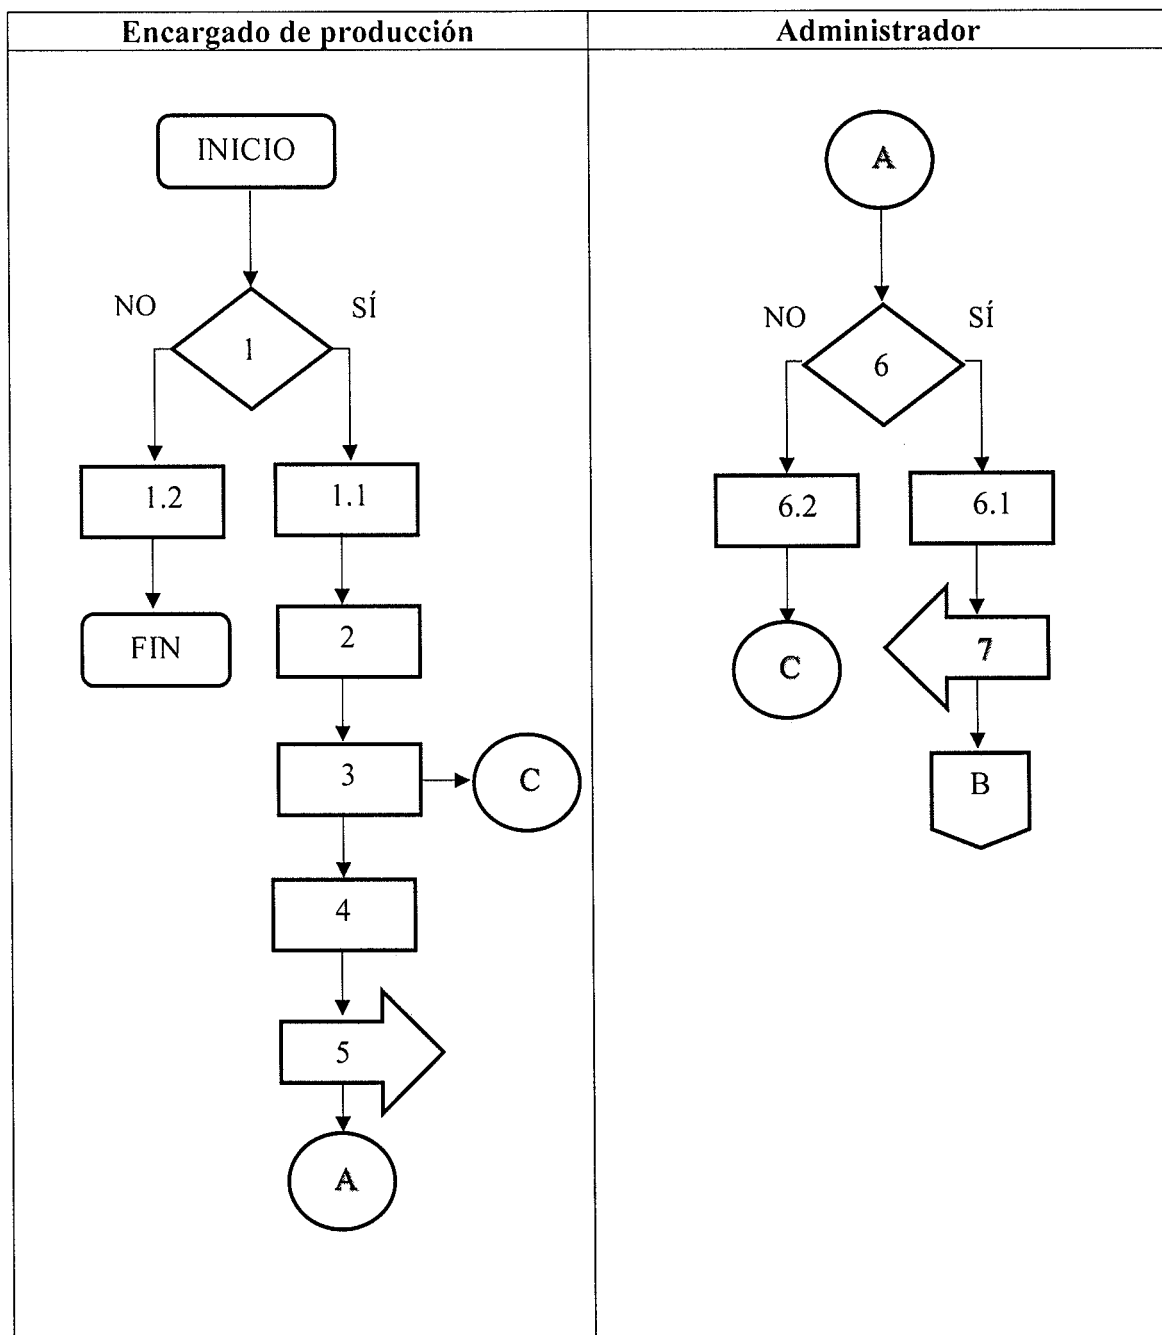 Encargado de producción
Administrador
INICIO
NO
SÍ
1
1.2
1.1
FIN
2
3
C
4
5
A
A
NO
SÍ
6
6.2
6.1
C
7
B